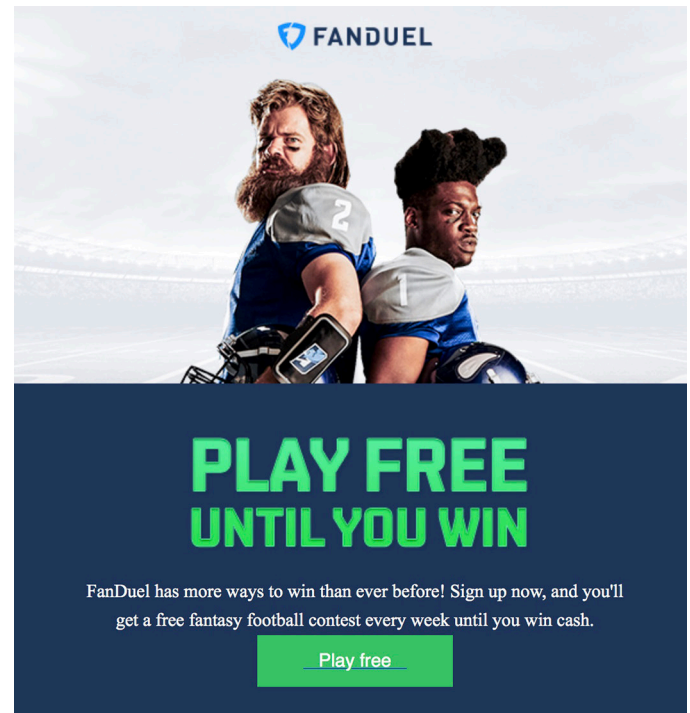 FANDUEL
2
1
PLAY FREE
UNTIL YOU WIN
FanDuel has more ways to win than ever before! Sign up now, and you'll
get a free fantasy football contest every week until you win cash.
Play free